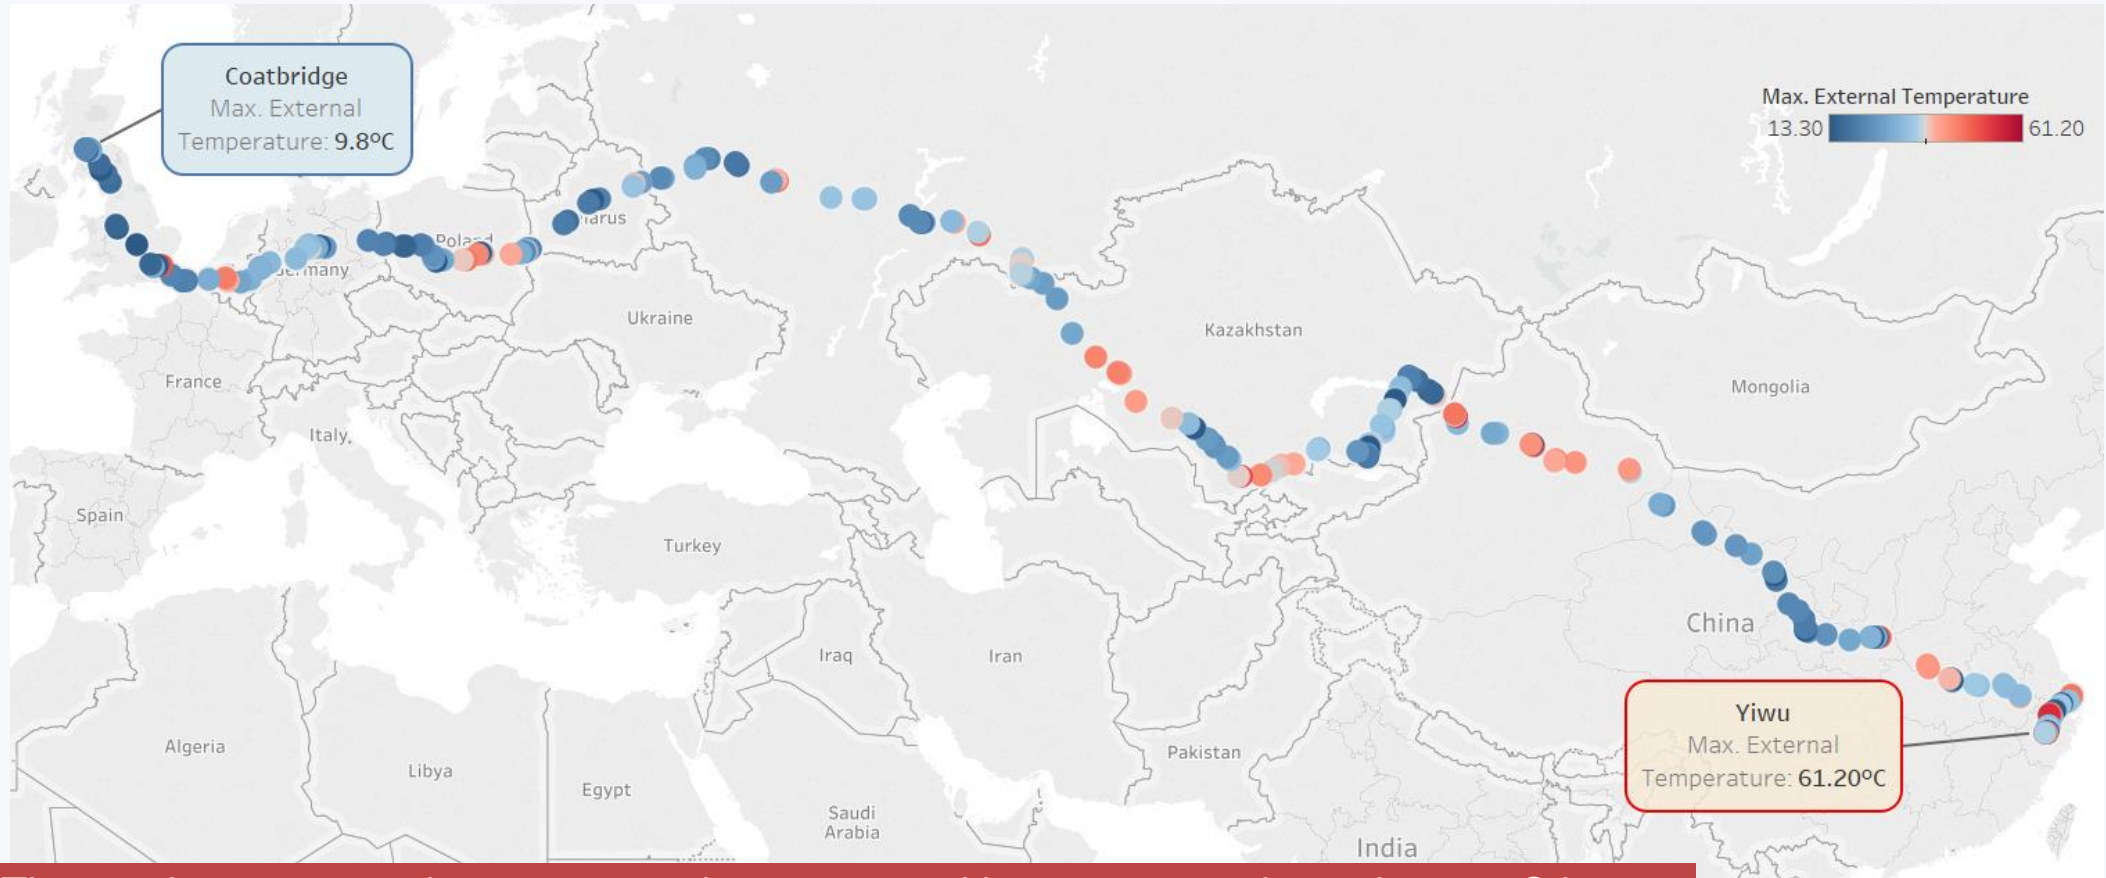 Coatbridge
Max. External
Temperature: 9.8ºC
Max. External Temperature
13.30
61.20
Poland
Germany
Ukraine
Kazakhstan
France
Mongolia
Italy
Spain
Turkey
China
Iraq
Iran
Yiwu
Max. External
Temperature: 61.20ºC
Algeria
Libya
Egypt
Pakistan
Saudi
Arabia
India